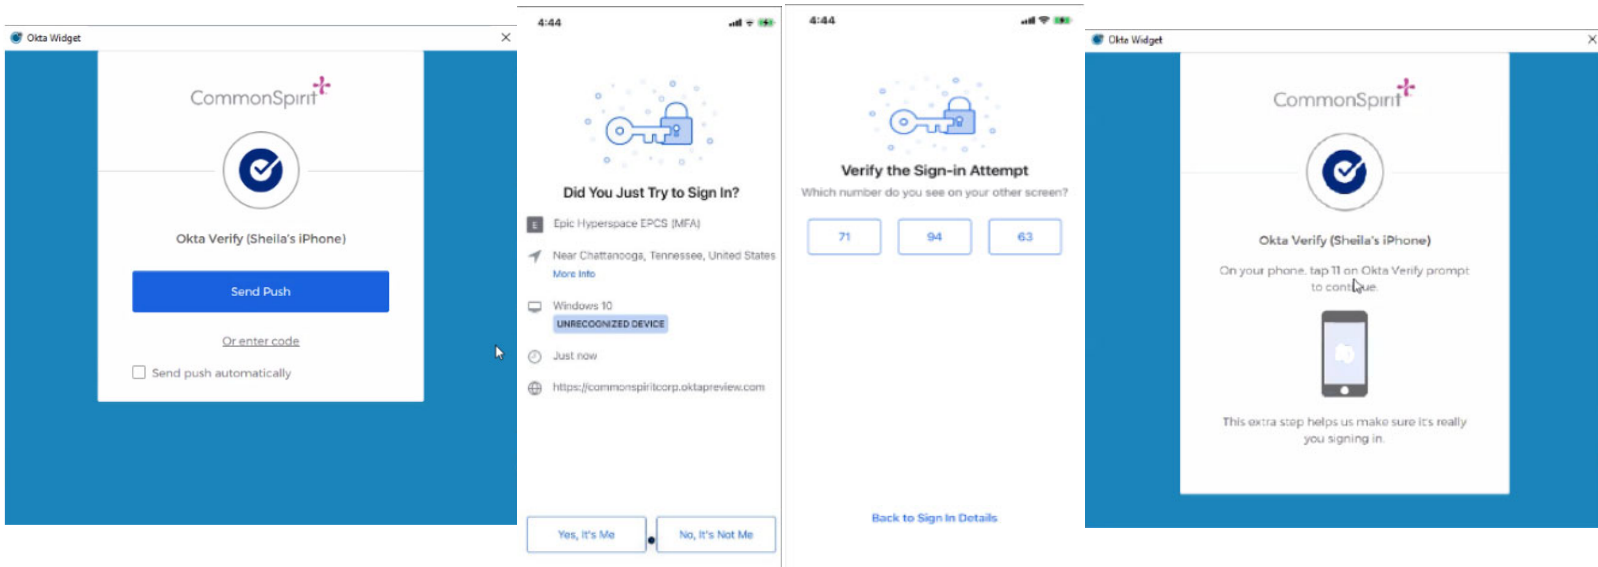 Okta Widget
CommonSpirit
Okta Verify (Sheila's iPhone)
Send Push
Or enter code
Send push automatically
4:44
Did You Just Try to Sign In?
E
Epic Hyperspace EPCS (MFA)
Near Chattanooga, Tennessee, United States
More Info
Windows 10
UNRECOGNIZED DEVICE
Just now
https://commonspiritcorp.oktapreview.com
Yes, It's Me
No, It's Not Me
4:44
Verify the Sign-in Attempt
Which number do you see on your other screen?
71
94
63
Back to Sign In Details
Okta Widget
CommonSpirit
Okta Verify (Sheila's iPhone)
On your phone, tap 11 on Okta Verify prompt
to continue.
This extra step helps us make sure it's really
you signing in.